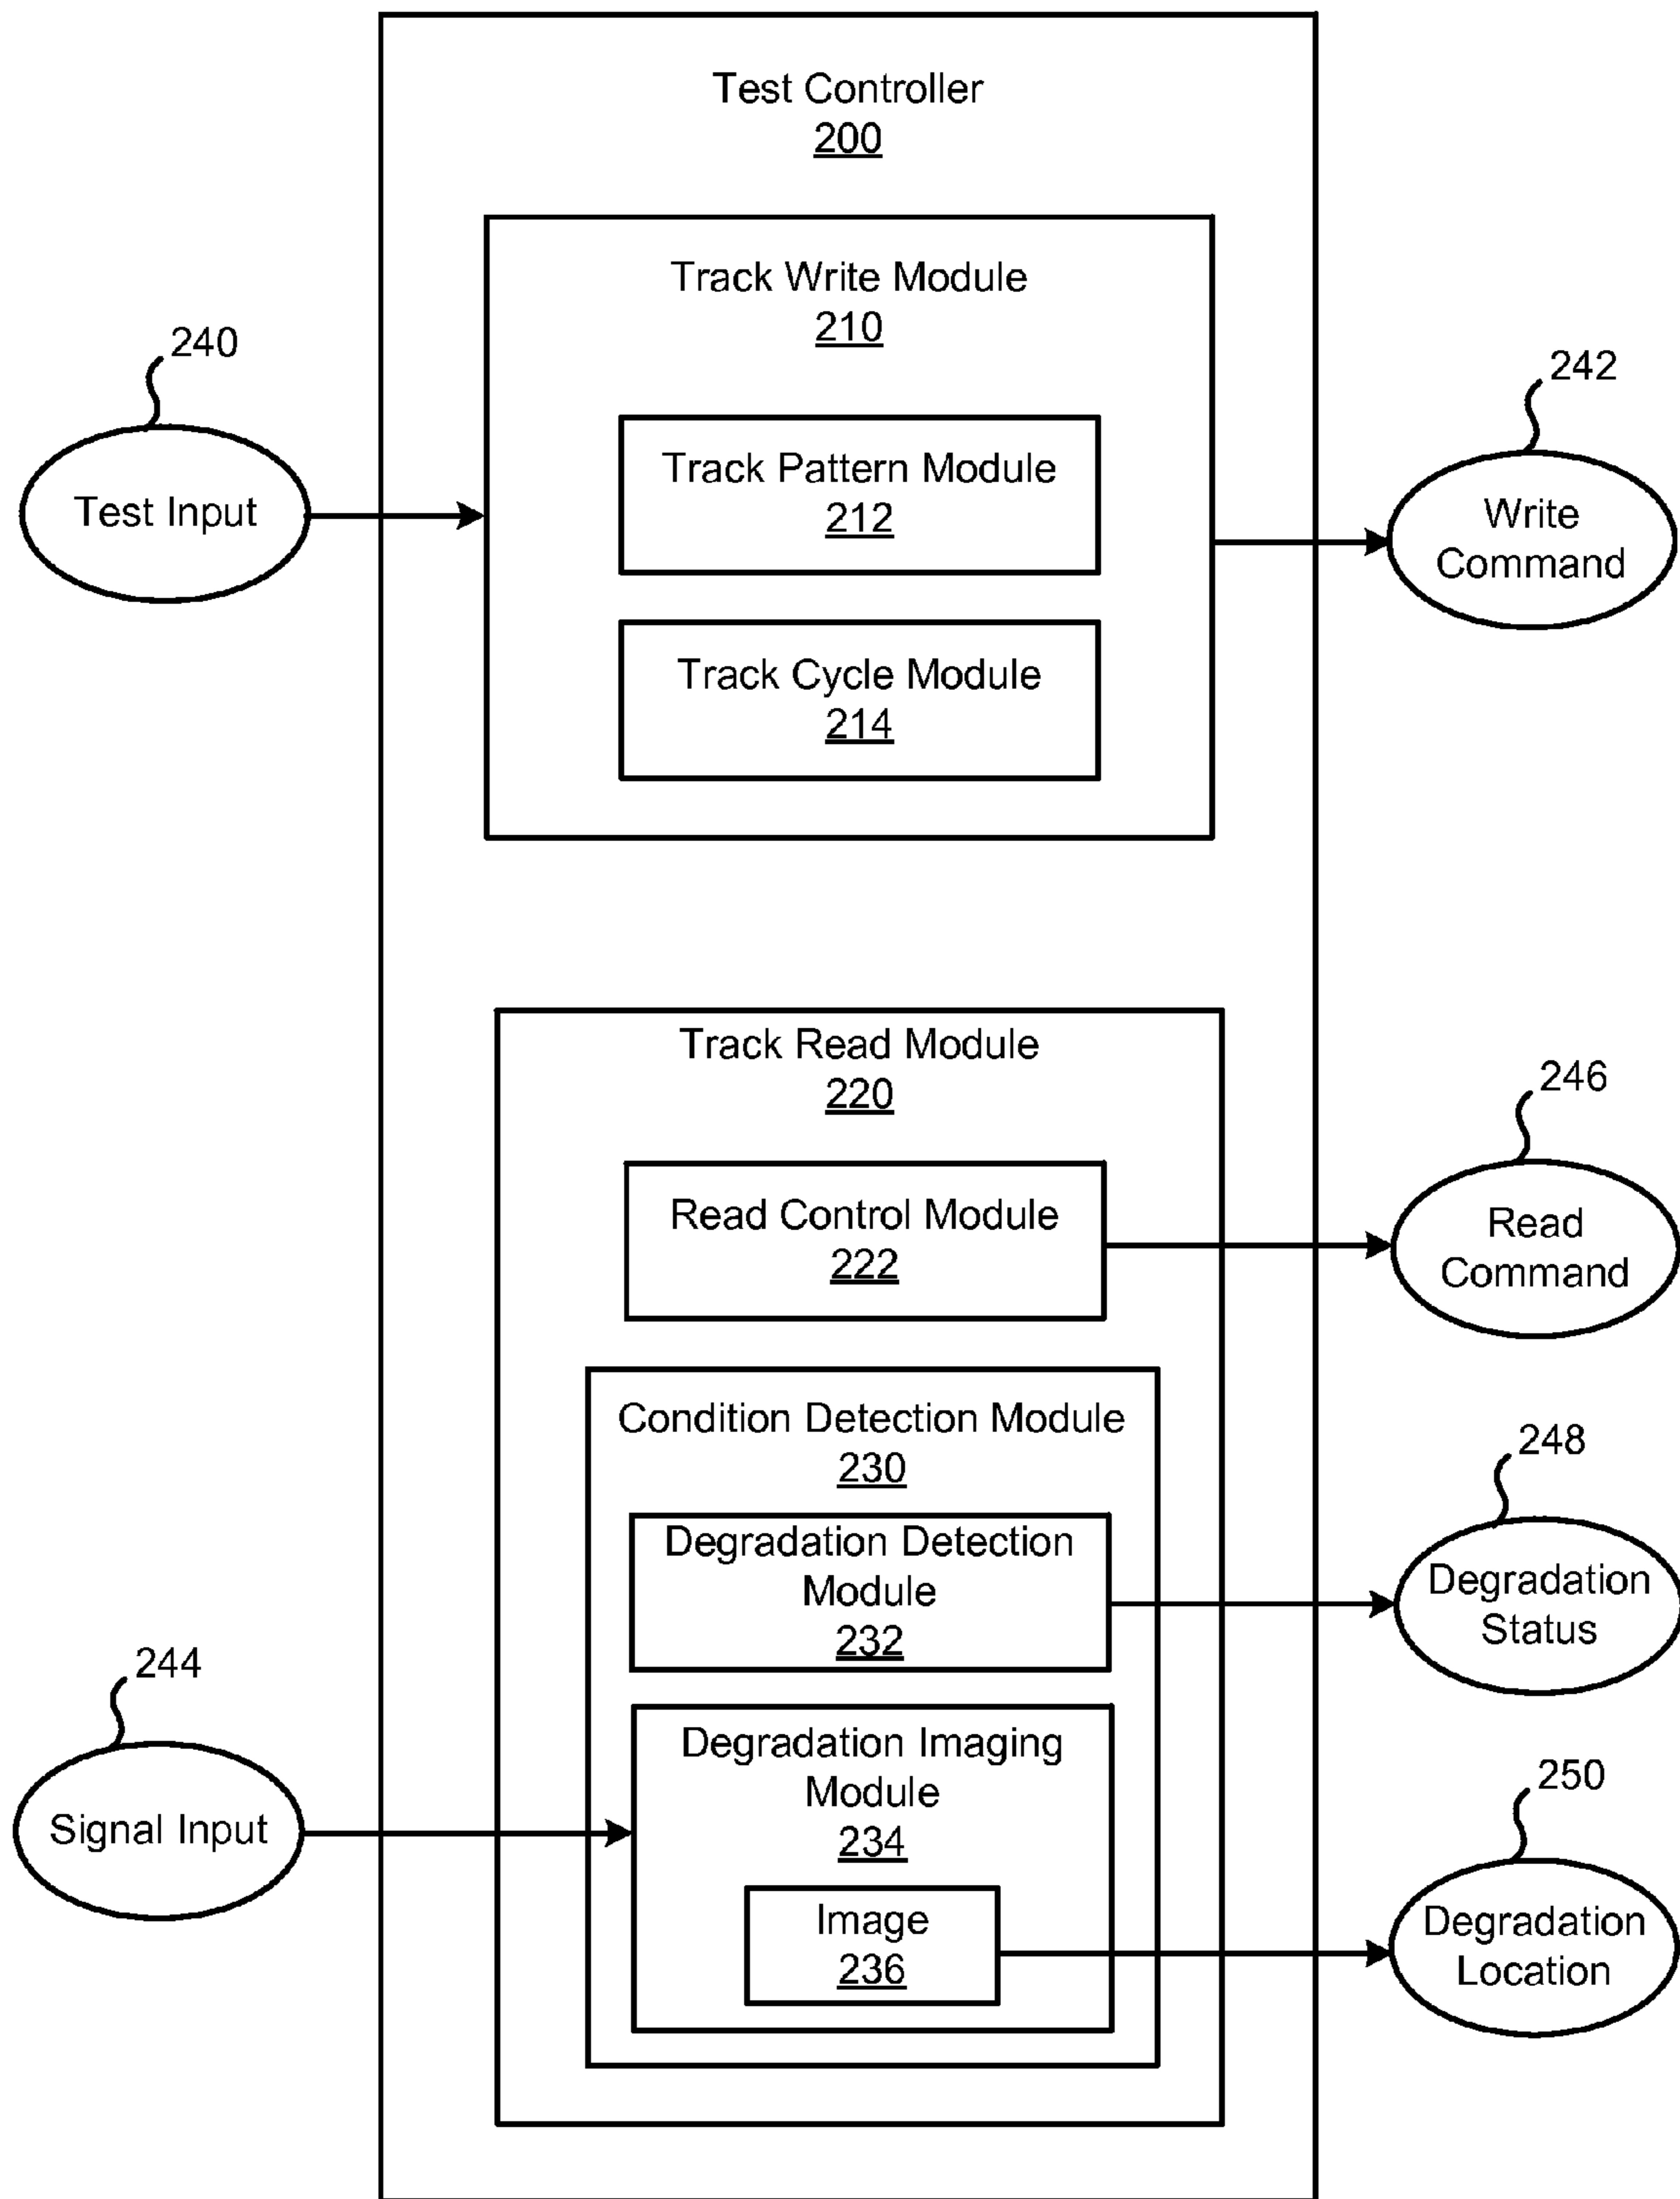 Test Controller
200
Track Write Module
210
240
Test Input
Track Pattern Module
212
242
Write
Command
Track Cycle Module
214
Track Read Module
220
Read Control Module
222
246
Read
Command
Condition Detection Module
230
Degradation Detection
Module
232
248
Degradation
Status
244
Signal Input
Degradation Imaging
Module
234
Image
236
250
Degradation
Location